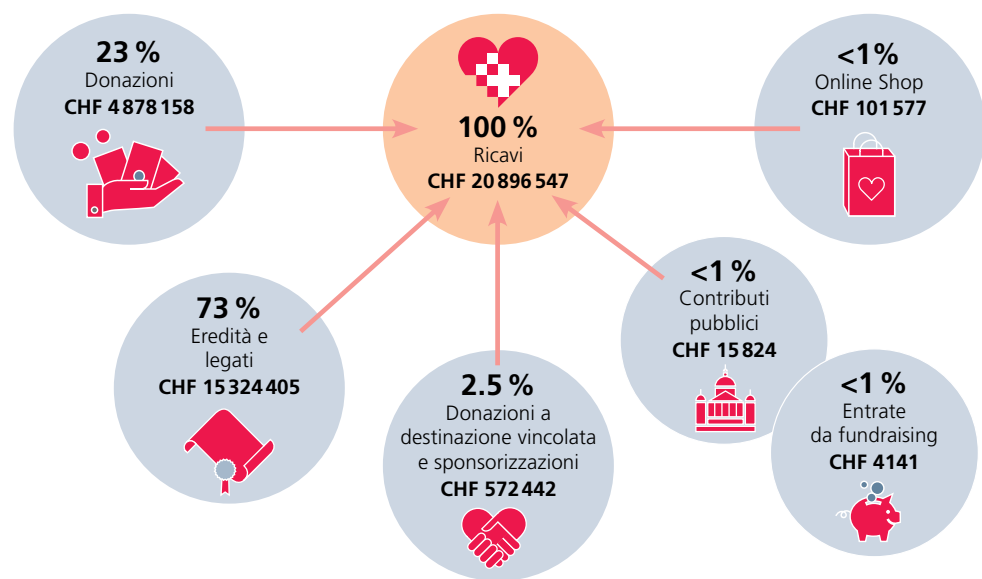 23 %
Donazioni
CHF 4 878 158
100 %
Ricavi
CHF 20 896 547
<1%
Online Shop
CHF 101 577
73 %
Eredità e
legati
CHF 15 324 405
2.5 %
Donazioni a
destinazione vincolata
e sponsorizzazioni
CHF 572 442
<1 %
Contributi
pubblici
CHF 15 824
<1 %
Entrate
da fundraising
CHF 4141